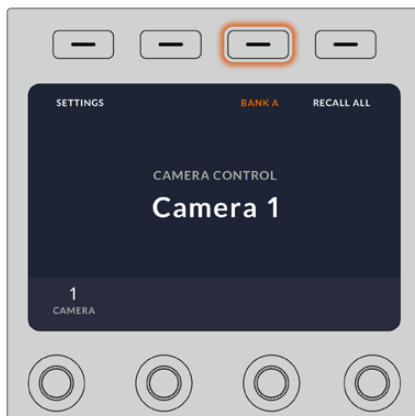 SETTINGS BANK A RECALL ALL
CAMERA CONTROL
Camera 1
1
CAMERA